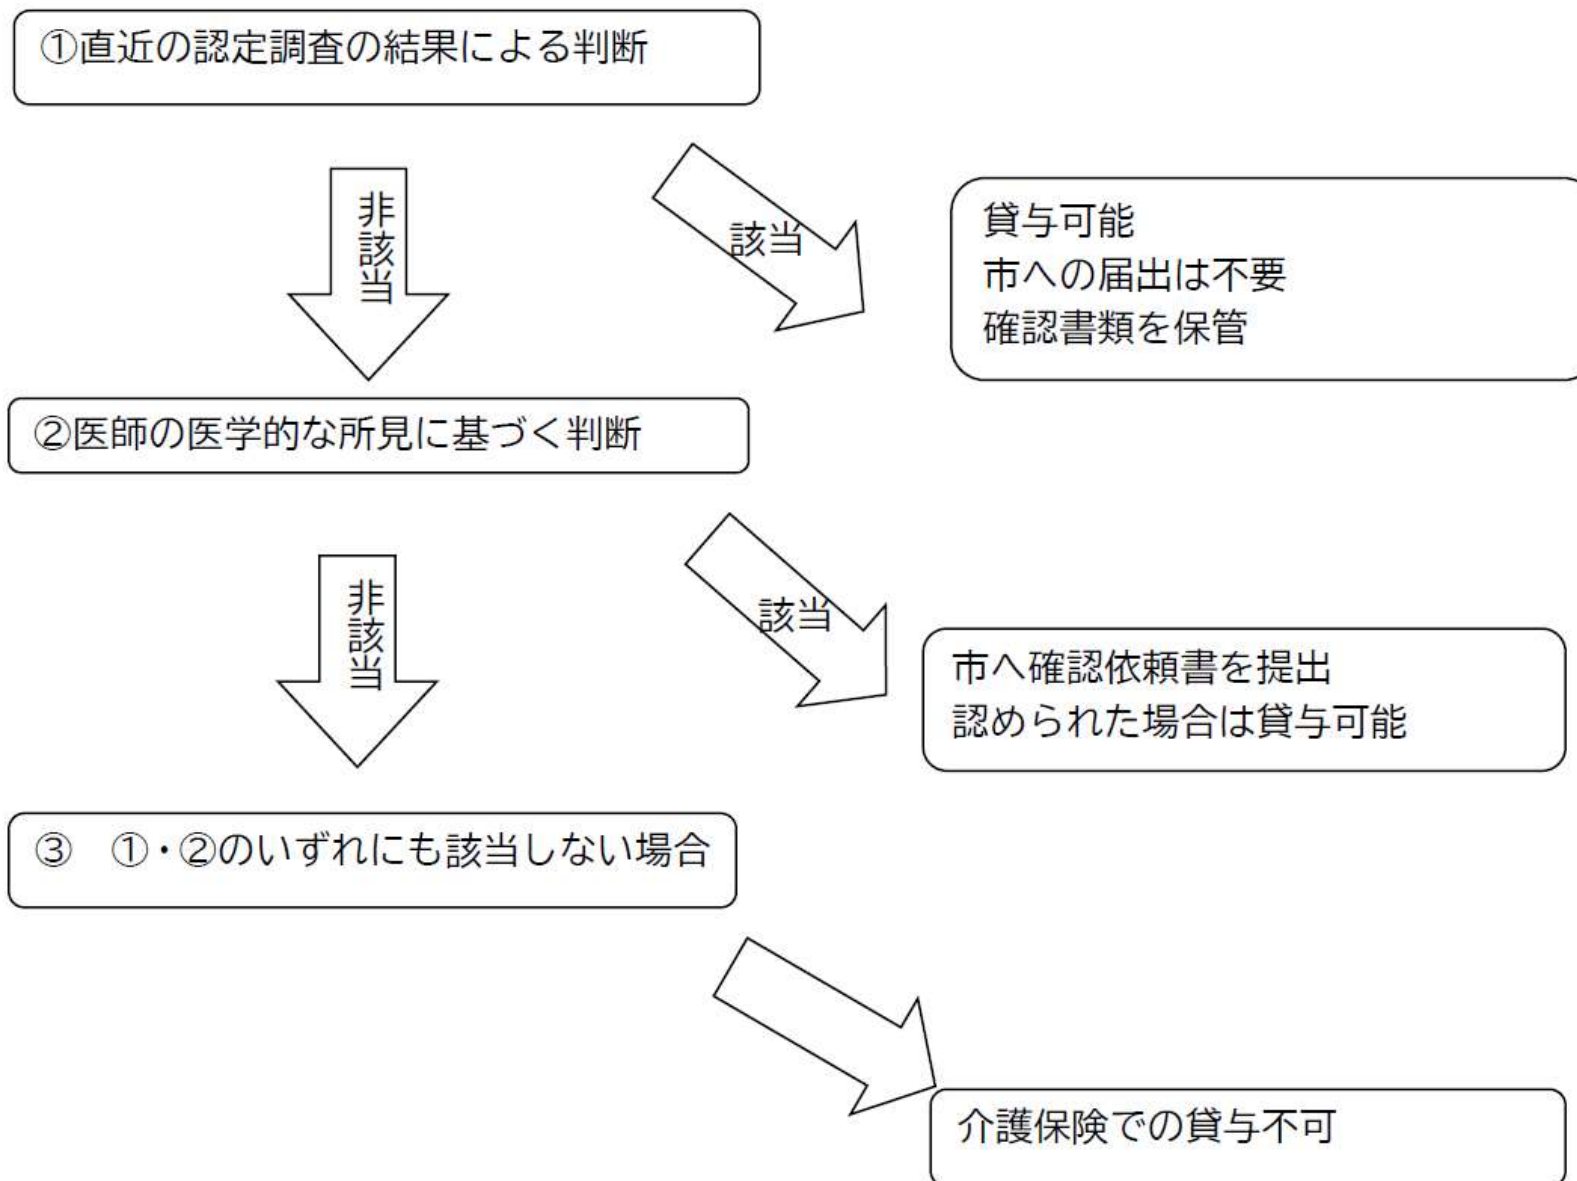 ①直近の認定調査の結果による判断
非該当
該当
貸与可能
市への届出は不要
確認書類を保管
②医師の医学的な所見に基づく判断
非該当
該当
市へ確認依頼書を提出
認められた場合は貸与可能
③　①・②のいずれにも該当しない場合
介護保険での貸与不可